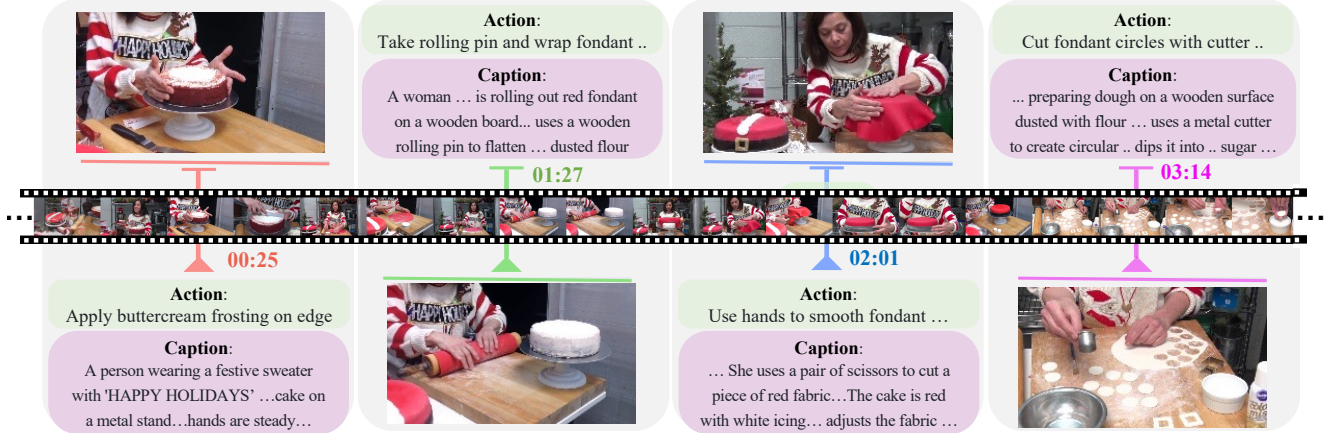 HAPPY HOLIDAYS
Action:
Take rolling pin and wrap fondant ..
Caption:
A woman … is rolling out red fondant
on a wooden board... uses a wooden
rolling pin to flatten … dusted flour
Action:
Cut fondant circles with cutter ..
Caption:
... preparing dough on a wooden surface
dusted with flour … uses a metal cutter
to create circular .. dips it into .. sugar …
01:27
03:14
...
...
00:25
02:01
Action:
Apply buttercream frosting on edge
Caption:
A person wearing a festive sweater
with 'HAPPY HOLIDAYS’ …cake on
a metal stand…hands are steady…
Action:
Use hands to smooth fondant …
Caption:
… She uses a pair of scissors to cut a
piece of red fabric…The cake is red
with white icing… adjusts the fabric …